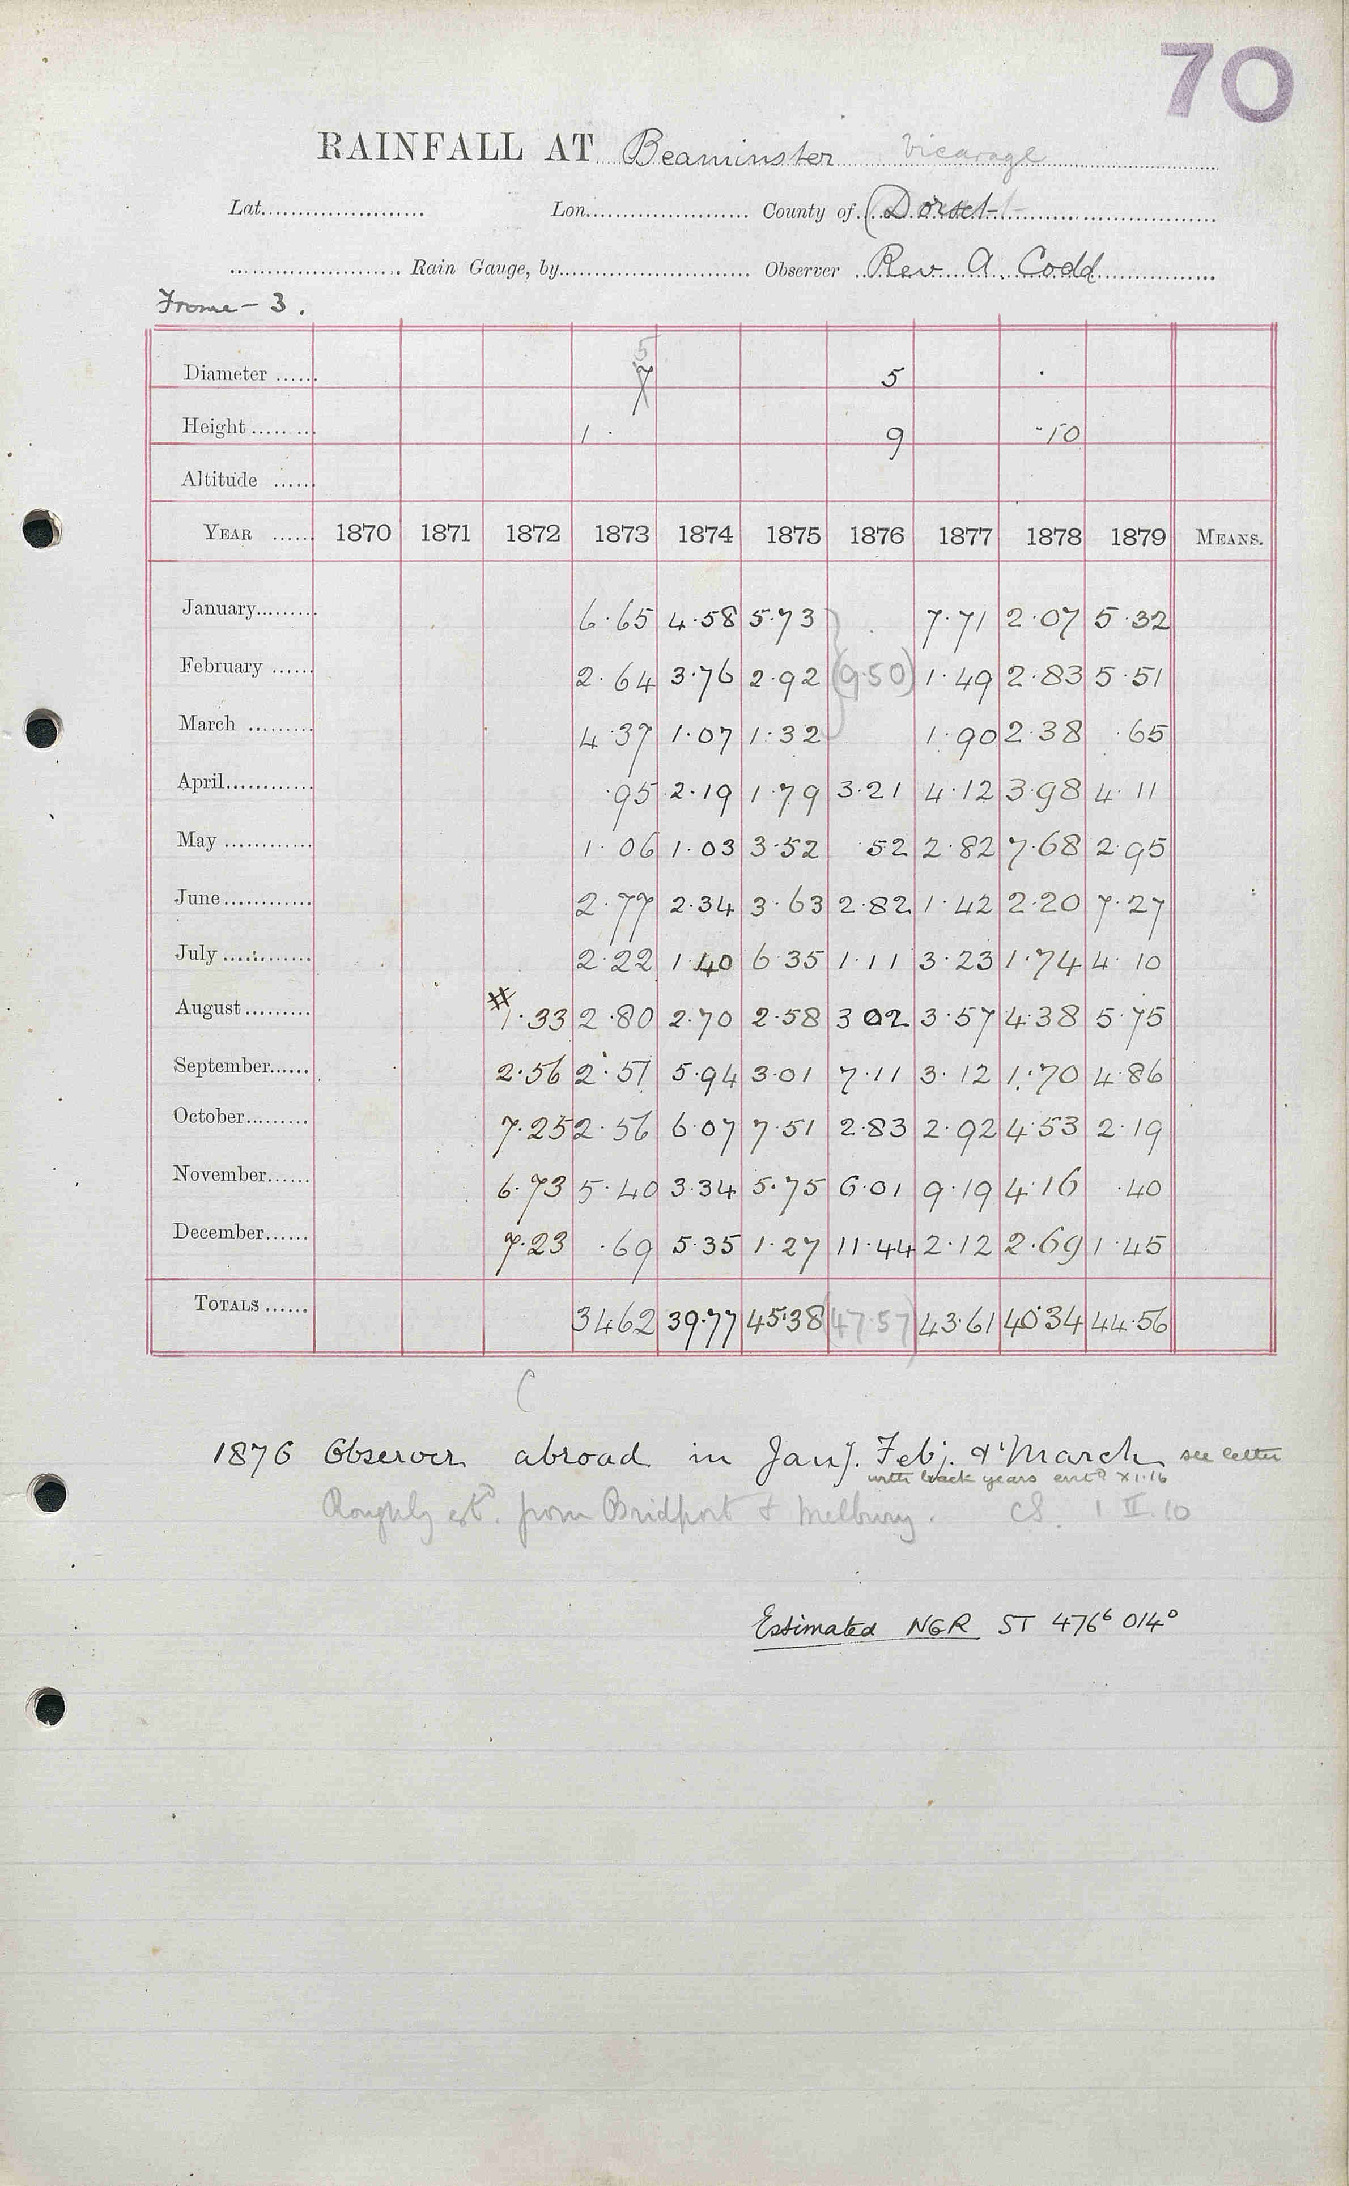 70
RAINFALL AT Beaminster Vicarage
Lat. Lon. County of (Dorset
Rain Gauge, by Observer Rev A. Codd
Frome - 3.
Diameter 7 5 5
Height 1 9 ·10
Altitude
YEAR 1870 1871 1872 1873 1874 1875 1876 1877 1878 1879 MEANS.
January 6·65 4·58 5·73 7·71 2·07 5·32
February 2·64 3·76 2·92 (9·50) 1·49 2·83 5·51
March 4·37 1·07 1·32 1·90 2·38 ·65
April ·95 2·19 1·79 3·21 4·12 3·98 4·11
May 1·06 1·03 3·52 ·52 2·82 7·68 2·95
June 2·77 2·34 3·63 2·82 1·42 2·20 7·27
July 2·22 1·40 6·35 1·11 3·23 1·74 4·10
August #1·33 2·80 2·70 2·58 3 02 3·57 4·38 5·75
September 2·56 2·51 5·94 3·01 7·11 3·12 1·70 4·86
October 7·25 2·56 6·07 7·51 2·83 2·92 4·53 2·19
November 6·73 5·40 3·34 5·75 6·01 9·19 4·16 ·40
December 7·23 ·69 5·35 1·27 11·44 2·12 2·69 1·45
TOTALS 3462 39·77 45·38 (47·57) 43·61 40·34 44·56
1876 Observer abroad in Jany. Feby. & March see letter
with back years XI·16
Roughly estd. from Bridport & Melbury. CS. 1 II. 10
Estimated NGR ST 476⁶ 014⁰